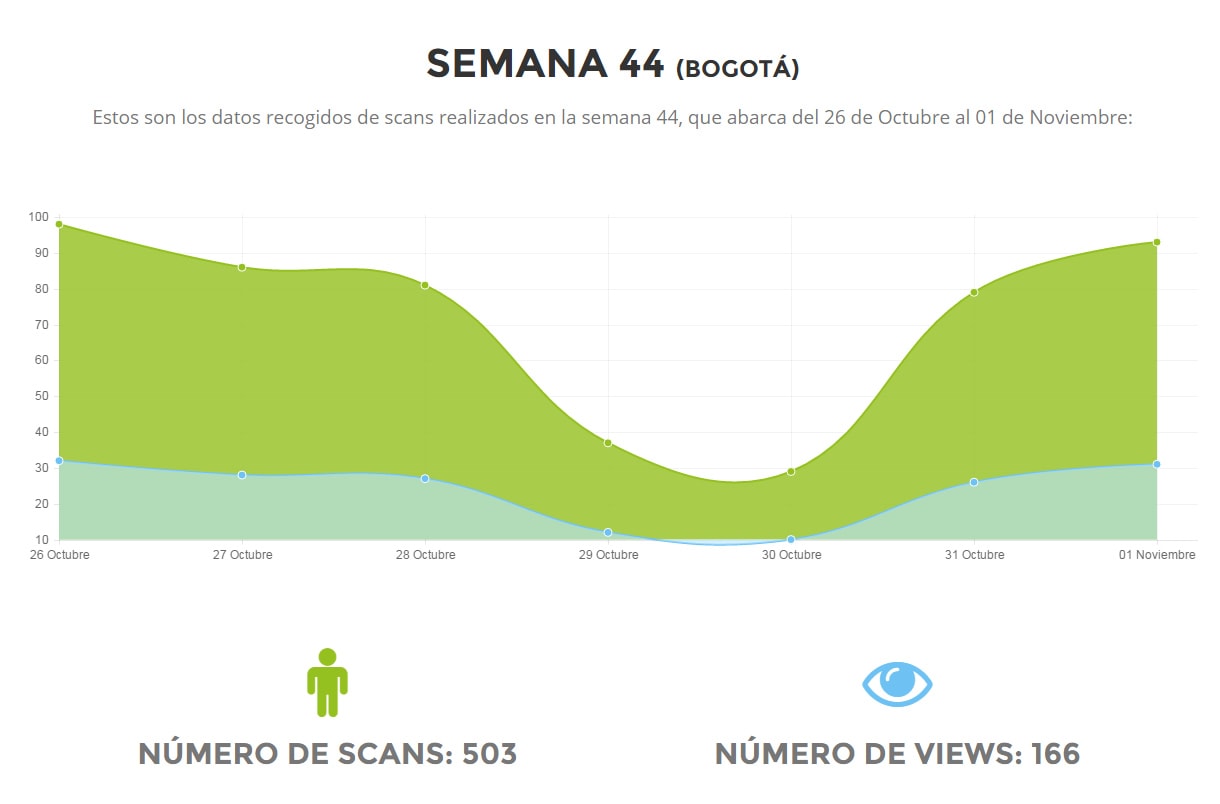 SEMANA 44 (BOGOTÁ)
Estos son los datos recogidos de scans realizados en la semana 44, que abarca del 26 de Octubre al 01 de Noviembre:
100
90
80
70
60
50
40
30
20
10
26 Octubre 27 Octubre 28 Octubre 29 Octubre 30 Octubre 31 Octubre 01 Noviembre
NÚMERO DE SCANS: 503 NÚMERO DE VIEWS: 166